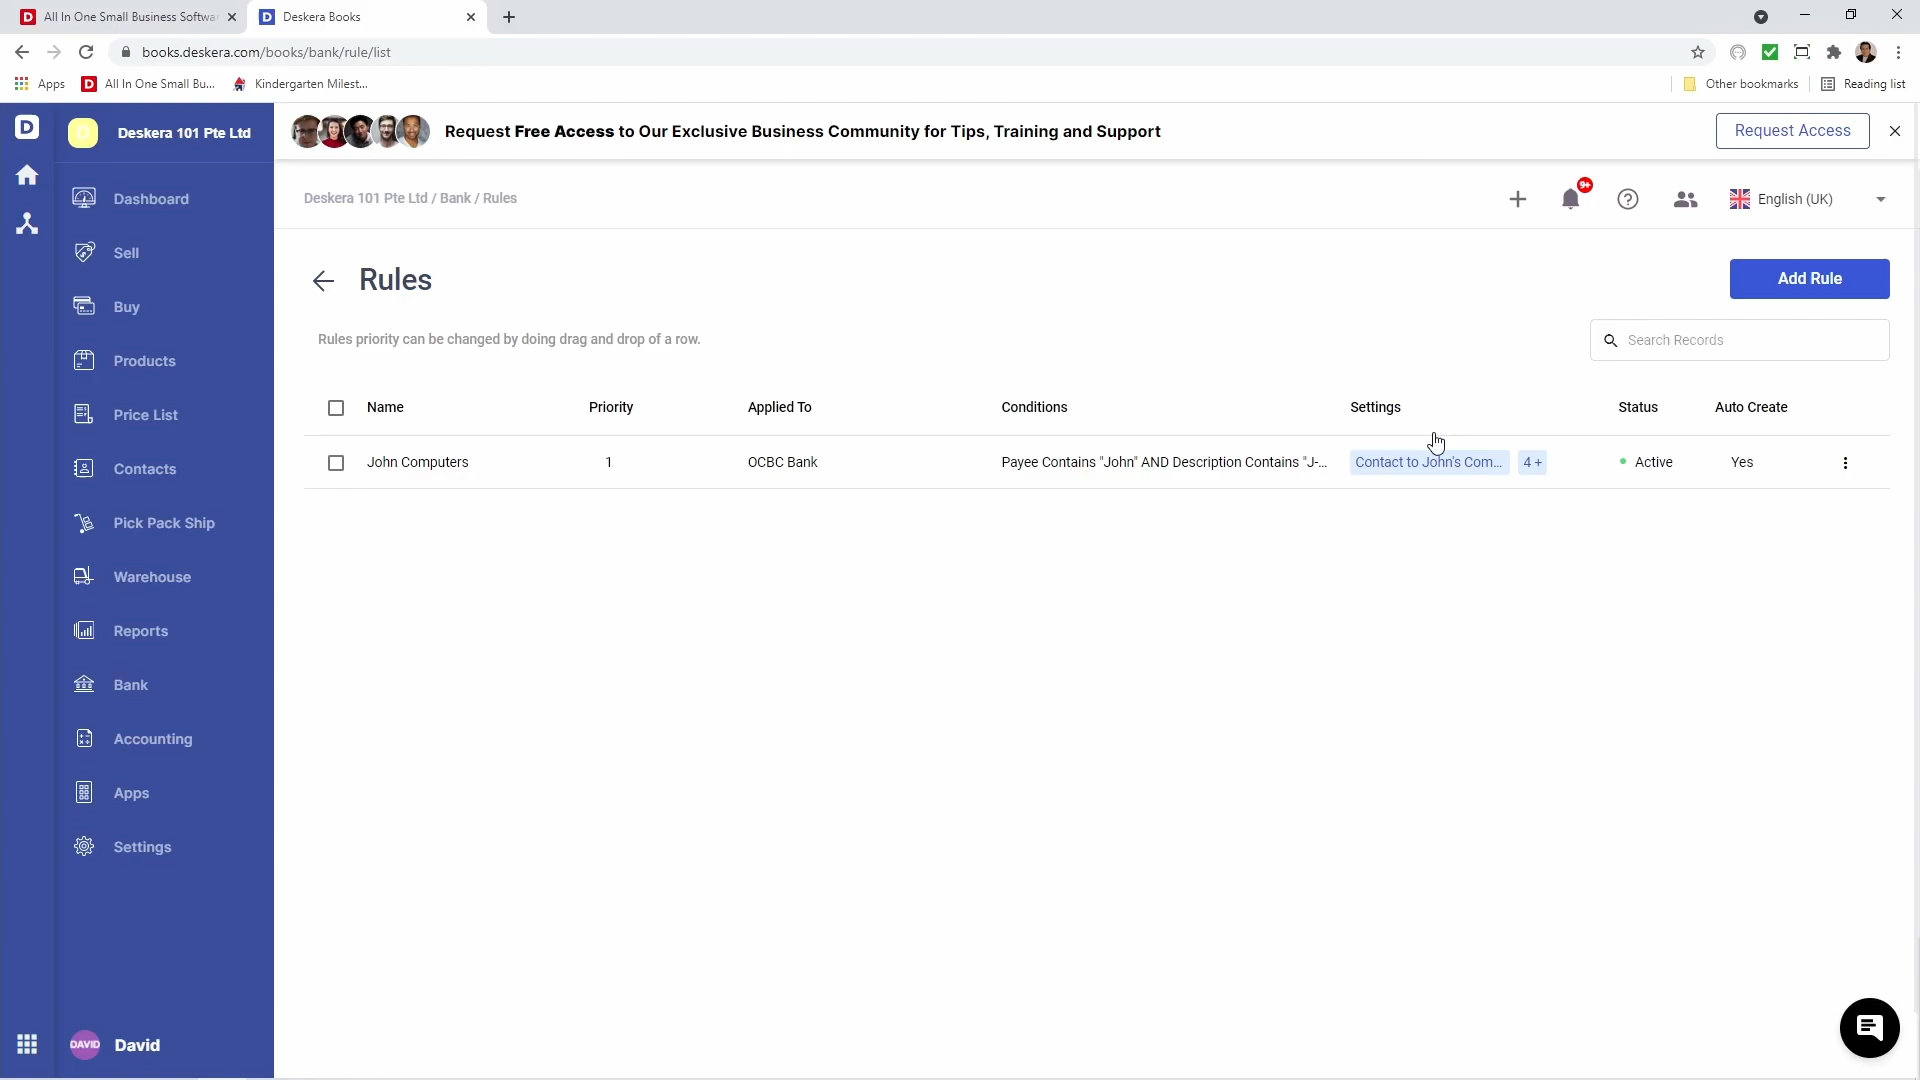 All In One Small Business Softwa
Deskera Books
books.deskera.com/books/bank/rule/list
Apps
All In One Small Bu...
Kindergarten Milest...
Other bookmarks
Reading list
D
Deskera 101 Pte Ltd
Request Free Access to Our Exclusive Business Community for Tips, Training and Support
Request Access
Dashboard
Sell
Buy
Products
Price List
Contacts
Pick Pack Ship
Warehouse
Reports
Bank
Accounting
Apps
Settings
DAVID
David
Deskera 101 Pte Ltd / Bank / Rules
9+
English (UK)
Rules
Add Rule
Rules priority can be changed by doing drag and drop of a row.
Search Records
Name Priority Applied To Conditions Settings Status Auto Create
John Computers 1 OCBC Bank Payee Contains "John" AND Description Contains "J-... Contact to John's Com... 4 + Active Yes